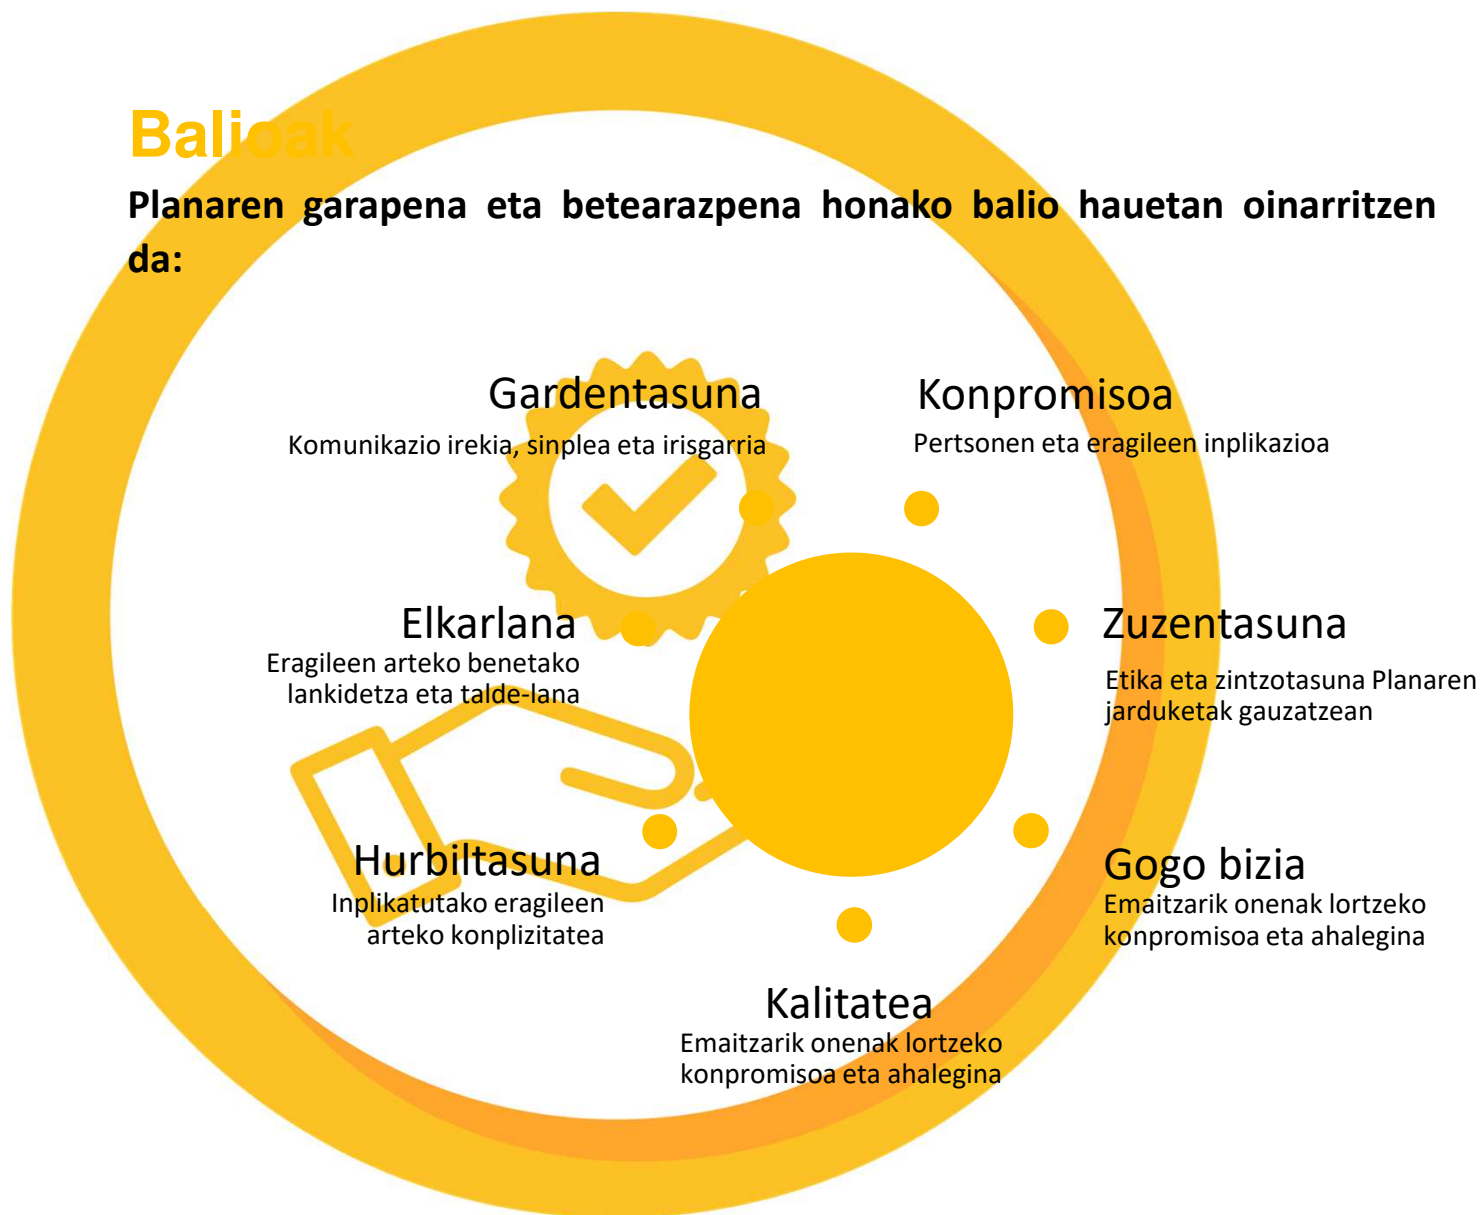 Balioak
Planaren garapena eta betearazpena honako balio hauetan oinarritzen
da:
Gardentasuna
Komunikazio irekia, sinplea eta irisgarria
Konpromisoa
Pertsonen eta eragileen inplikazioa
Elkarlana
Eragileen arteko benetako
lankidetza eta talde-lana
Zuzentasuna
Etika eta zintzotasuna Planaren
jarduketak gauzatzean
Hurbiltasuna
Inplikatutako eragileen
arteko konplizitatea
Gogo bizia
Emaitzarik onenak lortzeko
konpromisoa eta ahalegina
Kalitatea
Emaitzarik onenak lortzeko
konpromisoa eta ahalegina